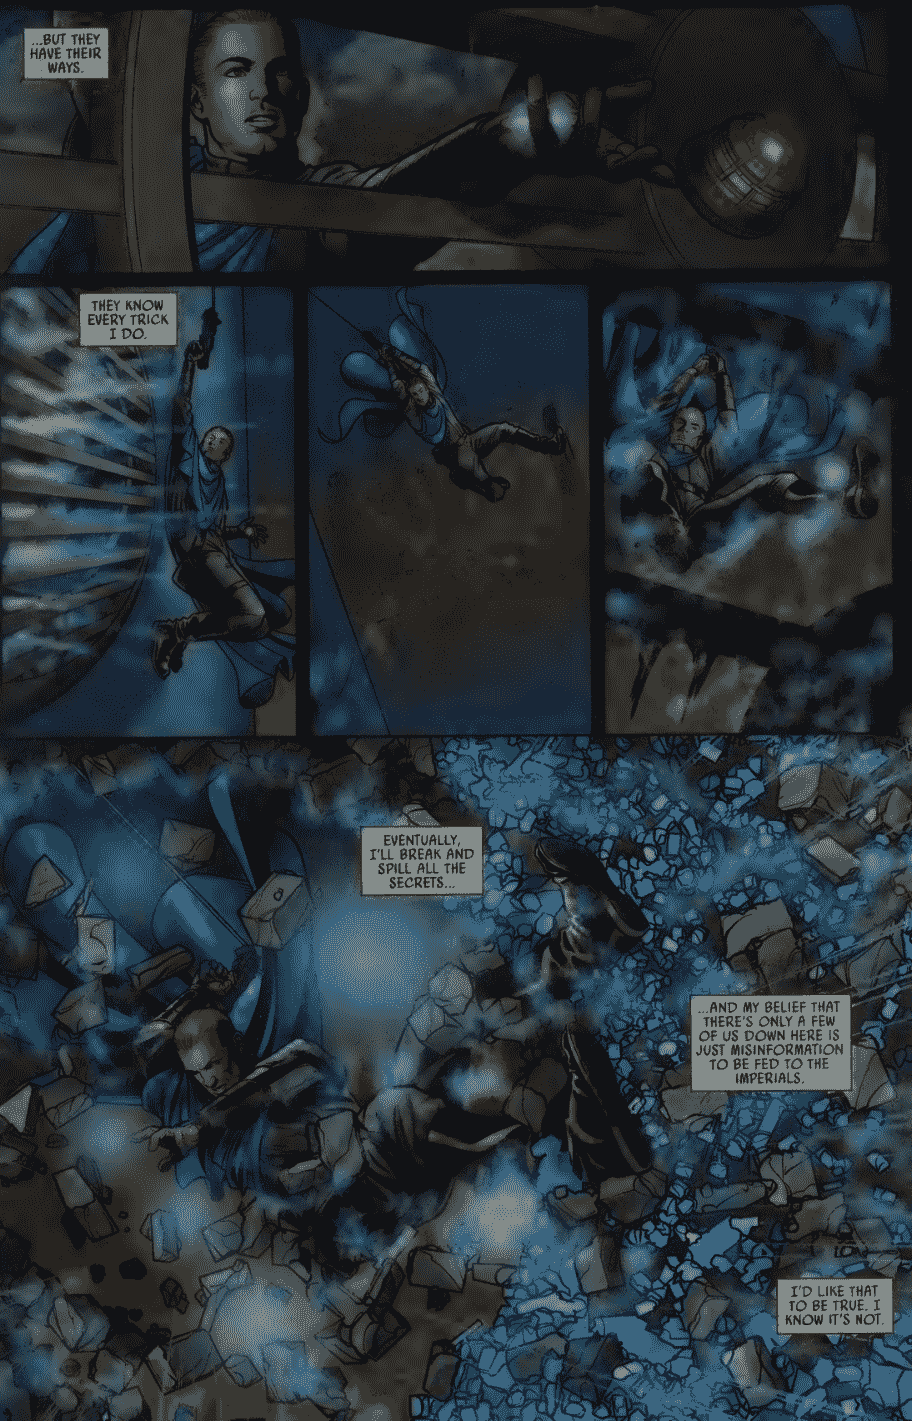 ...BUT THEY
HAVE THEIR
WAYS.
THEY KNOW
EVERY TRICK
I DO.
EVENTUALLY,
I'LL BREAK AND
SPILL ALL THE
SECRETS...
...AND MY BELIEF THAT
THERE'S ONLY A FEW
OF US DOWN HERE IS
JUST MISINFORMATION
TO BE FED TO THE
IMPERIALS.
I'D LIKE THAT
TO BE TRUE. I
KNOW IT'S NOT.